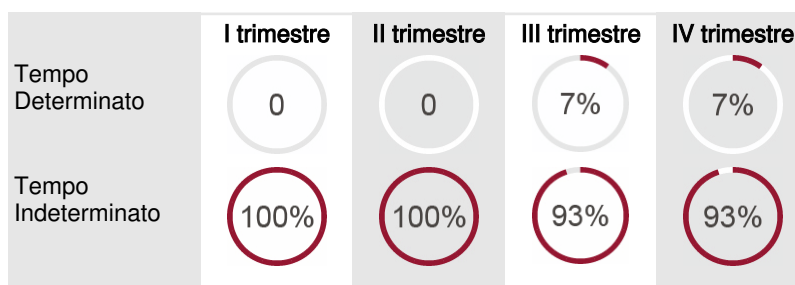 I trimestre II trimestre III trimestre IV trimestre
Tempo
Determinato
0 0 7% 7%
Tempo
Indeterminato
100% 100% 93% 93%